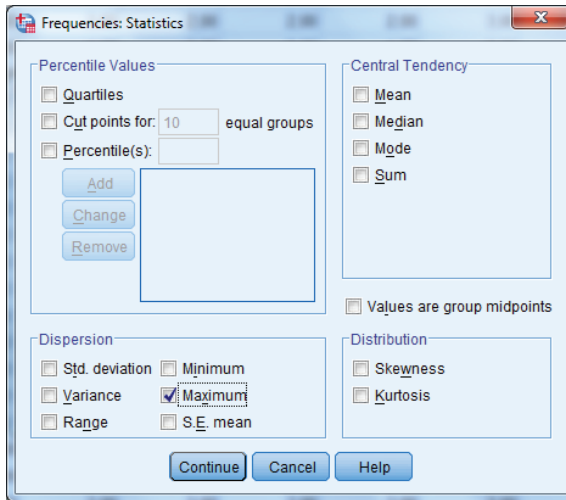 Frequencies: Statistics
Percentile Values
Quartiles
Cut points for: 10 equal groups
Percentile(s):
Add
Change
Remove
Central Tendency
Mean
Median
Mode
Sum
Values are group midpoints
Dispersion
Std. deviation Minimum
Variance Maximum
Range S.E. mean
Distribution
Skewness
Kurtosis
Continue Cancel Help